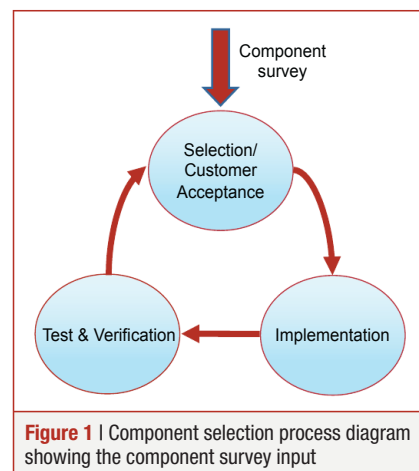 Component
survey
Selection/
Customer
Acceptance
Test & Verification
Implementation
Figure 1 | Component selection process diagram
showing the component survey input